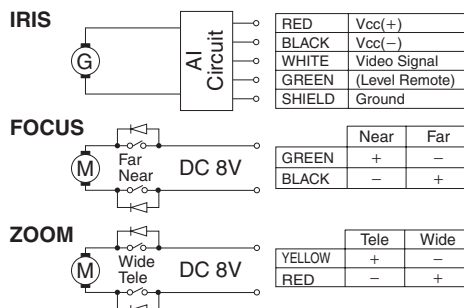 IRIS
G
AI
Circuit
RED Vcc(+)
BLACK Vcc(−)
WHITE Video Signal
GREEN (Level Remote)
SHIELD Ground
FOCUS
M
Far
Near
DC 8V
Near Far
GREEN + −
BLACK − +
ZOOM
M
Wide
Tele
DC 8V
Tele Wide
YELLOW + −
RED − +